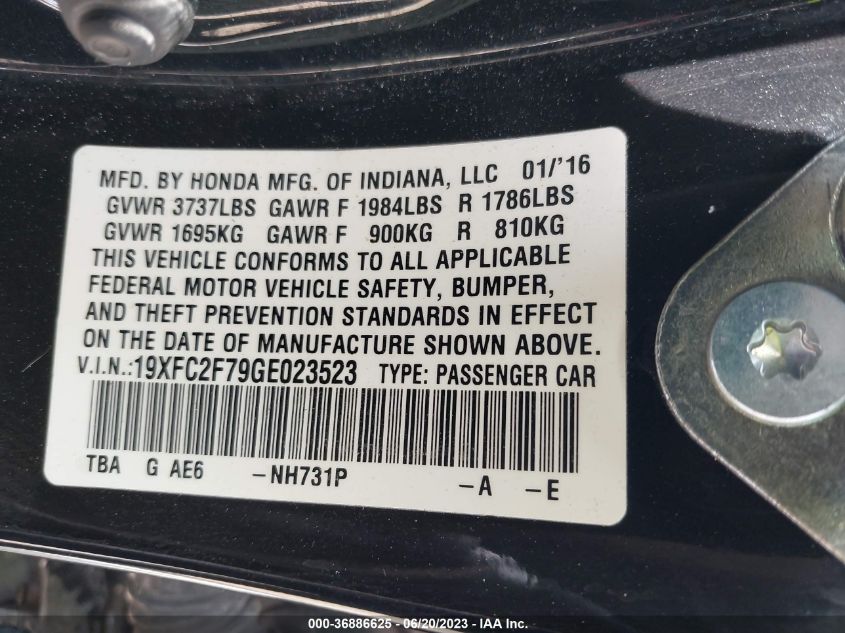 MFD. BY HONDA MFG. OF INDIANA, LLC 01/'16
GVWR 3737LBS GAWR F 1984LBS R 1786LBS
GVWR 1695KG GAWR F 900KG R 810KG
THIS VEHICLE CONFORMS TO ALL APPLICABLE
FEDERAL MOTOR VEHICLE SAFETY, BUMPER,
AND THEFT PREVENTION STANDARDS IN EFFECT
ON THE DATE OF MANUFACTURE SHOWN ABOVE.
V.I.N.:19XFC2F79GE023523 TYPE: PASSENGER CAR
TBA G AE6 -NH731P -A -E
000-36886625 - 06/20/2023 - © IAA, Inc.